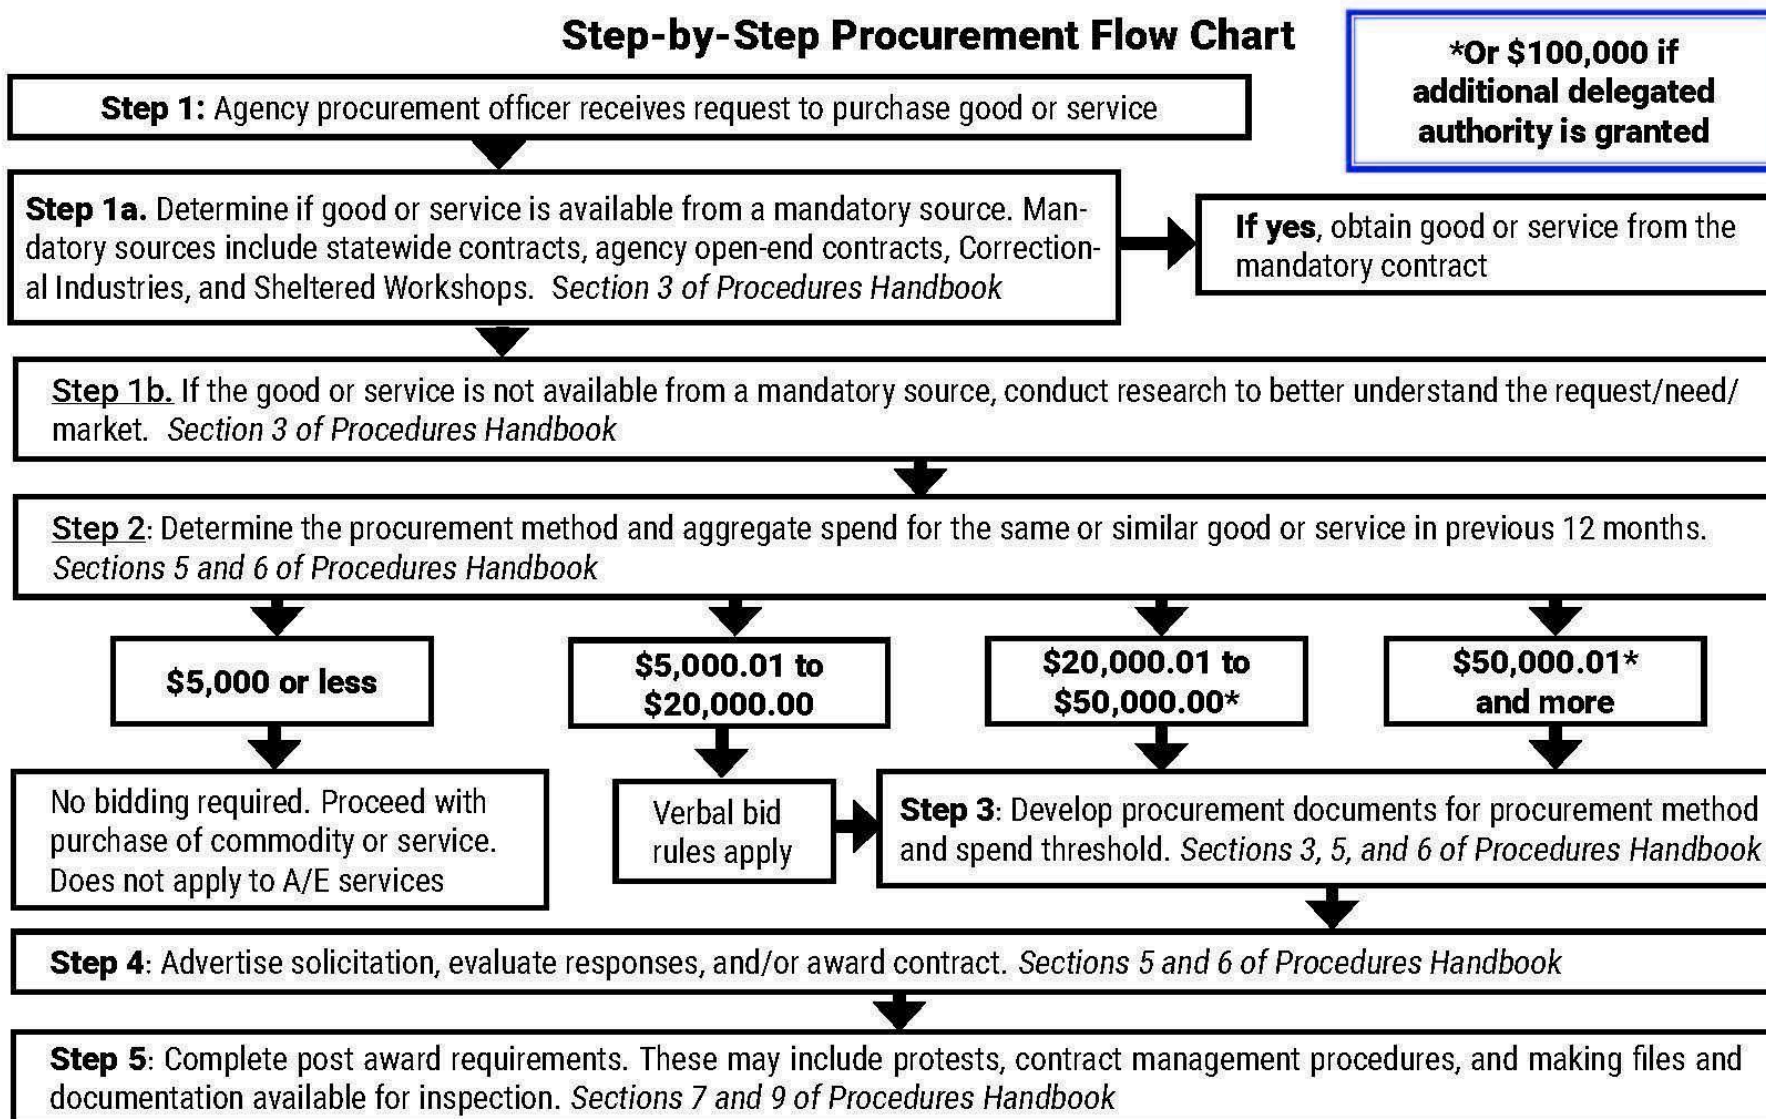 Step-by-Step Procurement Flow Chart
*Or $100,000 if
additional delegated
authority is granted
Step 1: Agency procurement officer receives request to purchase good or service
Step 1a. Determine if good or service is available from a mandatory source. Man-
datory sources include statewide contracts, agency open-end contracts, Correction-
al Industries, and Sheltered Workshops. Section 3 of Procedures Handbook
If yes, obtain good or service from the
mandatory contract
Step 1b. If the good or service is not available from a mandatory source, conduct research to better understand the request/need/
market. Section 3 of Procedures Handbook
Step 2: Determine the procurement method and aggregate spend for the same or similar good or service in previous 12 months.
Sections 5 and 6 of Procedures Handbook
$5,000 or less
$5,000.01 to
$20,000.00
$20,000.01 to
$50,000.00*
$50,000.01*
and more
No bidding required. Proceed with
purchase of commodity or service.
Does not apply to A/E services
Verbal bid
rules apply
Step 3: Develop procurement documents for procurement method
and spend threshold. Sections 3, 5, and 6 of Procedures Handbook
Step 4: Advertise solicitation, evaluate responses, and/or award contract. Sections 5 and 6 of Procedures Handbook
Step 5: Complete post award requirements. These may include protests, contract management procedures, and making files and
documentation available for inspection. Sections 7 and 9 of Procedures Handbook